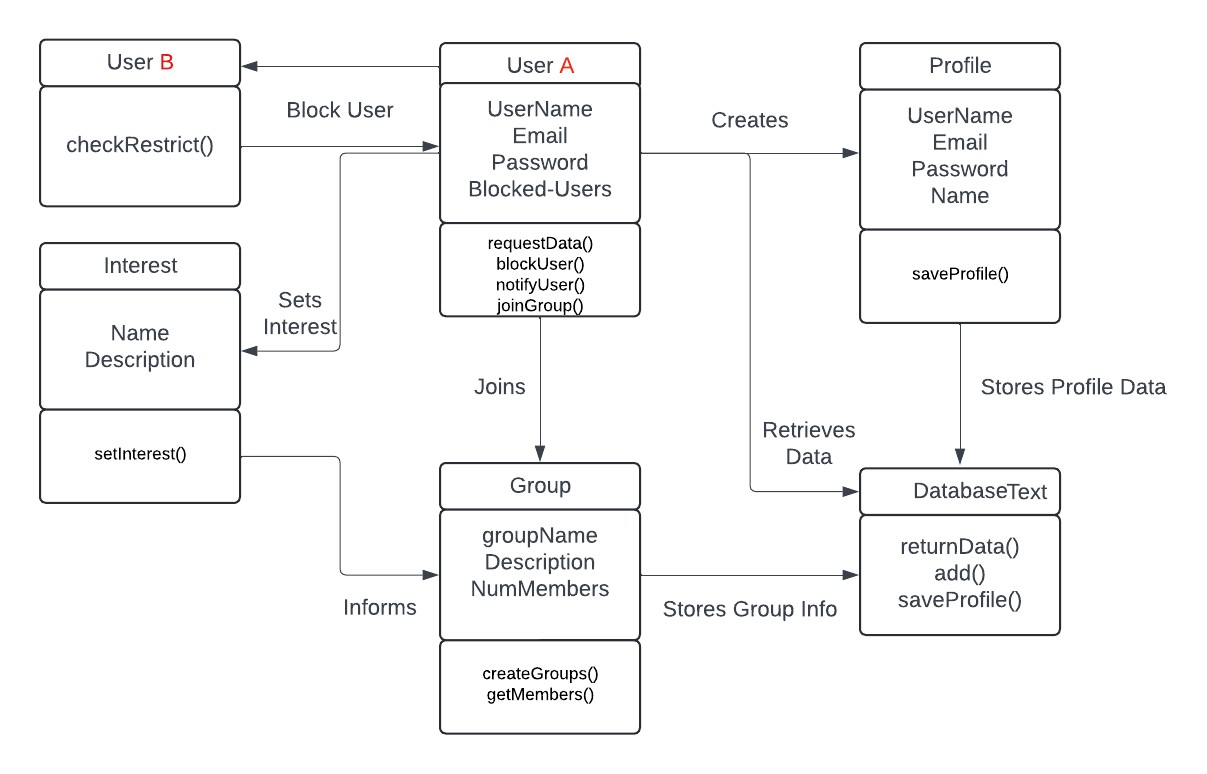 User B
checkRestrict()
Block User
User A
UserName
Email
Password
Blocked-Users
requestData()
blockUser()
notifyUser()
joinGroup()
Creates
Profile
UserName
Email
Password
Name
saveProfile()
Interest
Name
Description
setInterest()
Sets
Interest
Joins
Retrieves
Data
Stores Profile Data
Group
groupName
Description
NumMembers
createGroups()
getMembers()
Informs
Stores Group Info
DatabaseText
returnData()
add()
saveProfile()